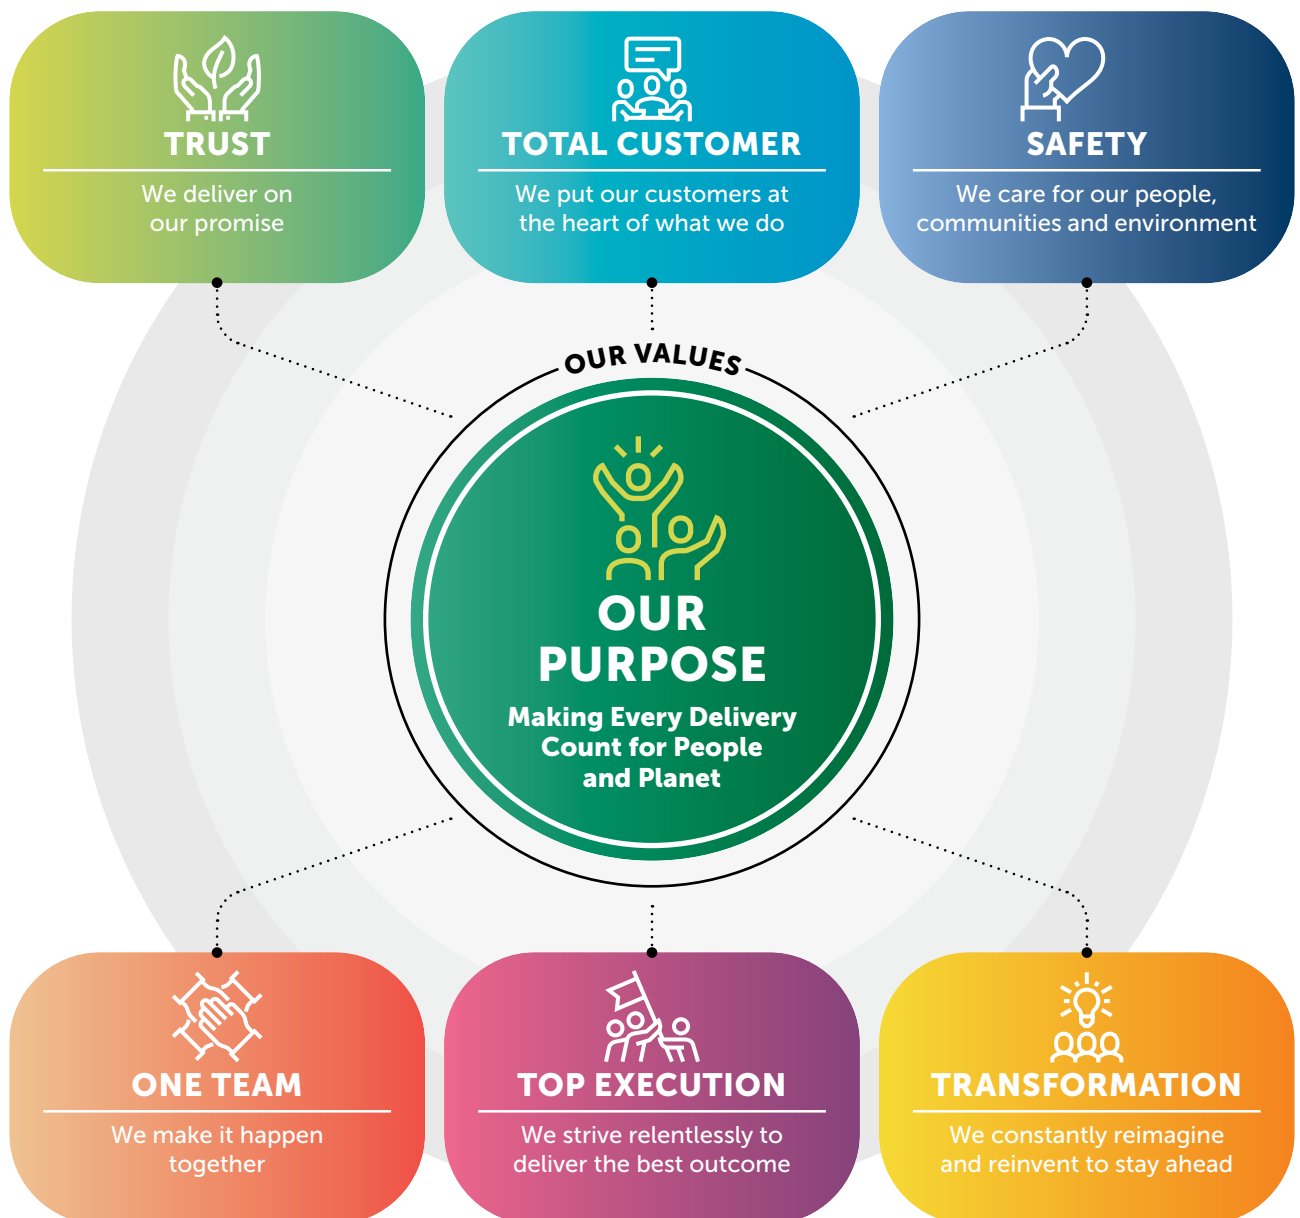 TRUST
We deliver on
our promise
TOTAL CUSTOMER
We put our customers at
the heart of what we do
SAFETY
We care for our people,
communities and environment
OUR VALUES
OUR
PURPOSE
Making Every Delivery
Count for People
and Planet
ONE TEAM
We make it happen
together
TOP EXECUTION
We strive relentlessly to
deliver the best outcome
TRANSFORMATION
We constantly reimagine
and reinvent to stay ahead